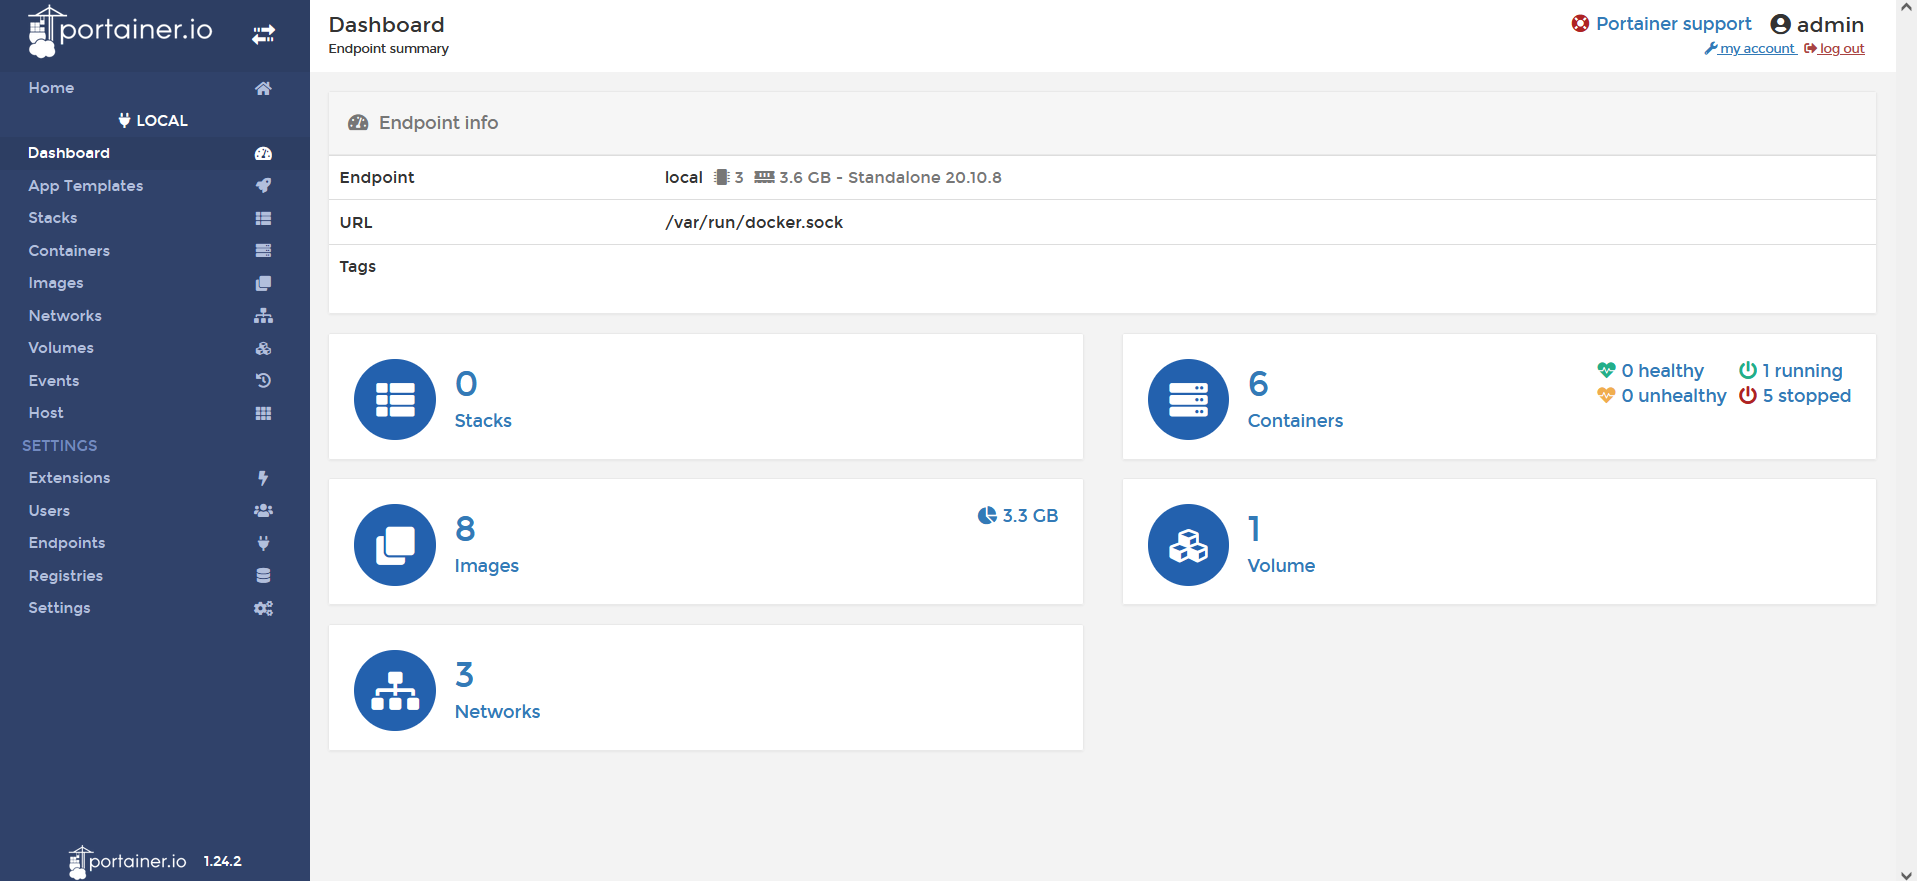 portainer.io
Home
LOCAL
Dashboard
App Templates
Stacks
Containers
Images
Networks
Volumes
Events
Host
SETTINGS
Extensions
Users
Endpoints
Registries
Settings
portainer.io 1.24.2
Dashboard
Endpoint summary
Portainer support admin
my account log out
Endpoint info
Endpoint local 3 3.6 GB - Standalone 20.10.8
URL /var/run/docker.sock
Tags
0
Stacks
6
Containers
0 healthy 1 running
0 unhealthy 5 stopped
8
Images
3.3 GB
1
Volume
3
Networks